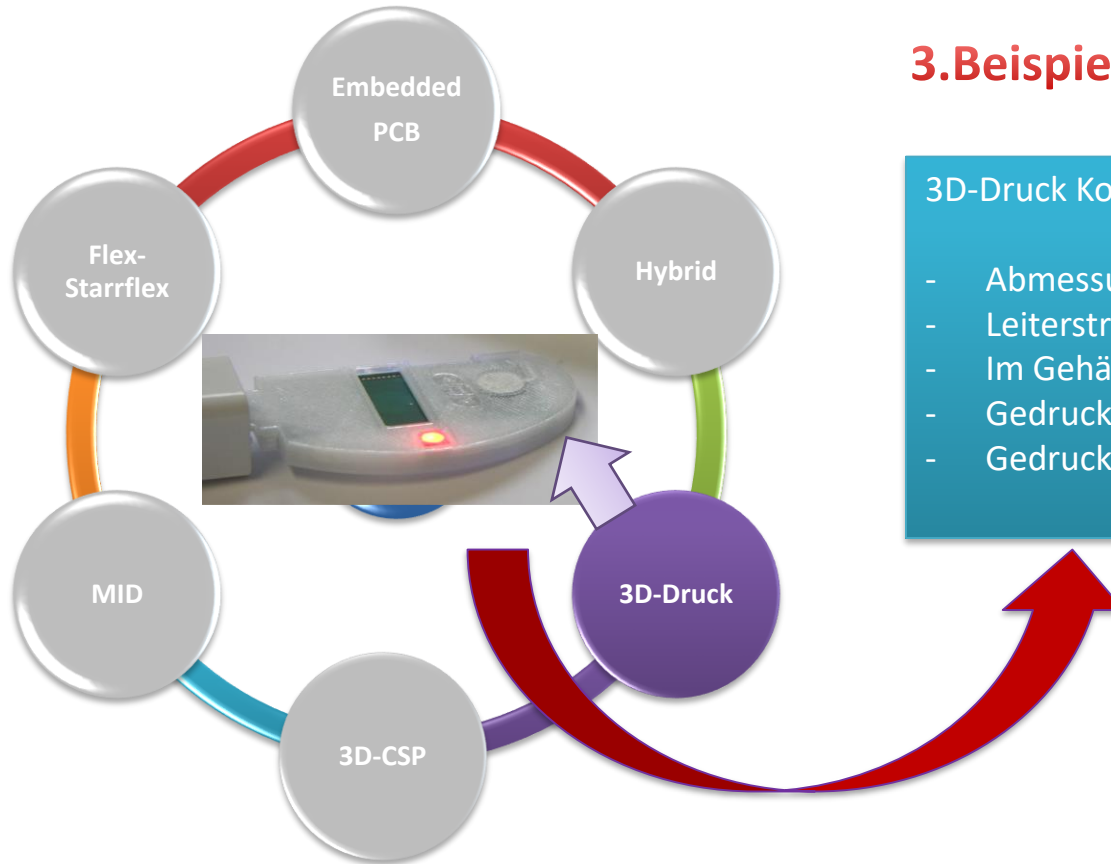 3.Beispie
Embedded
PCB
Flex-
Starrflex
Hybrid
MID
3D-Druck
3D-CSP
3D-Druck Ko
- Abmessu
- Leiterstr
- Im Gehä
- Gedruck
- Gedruck